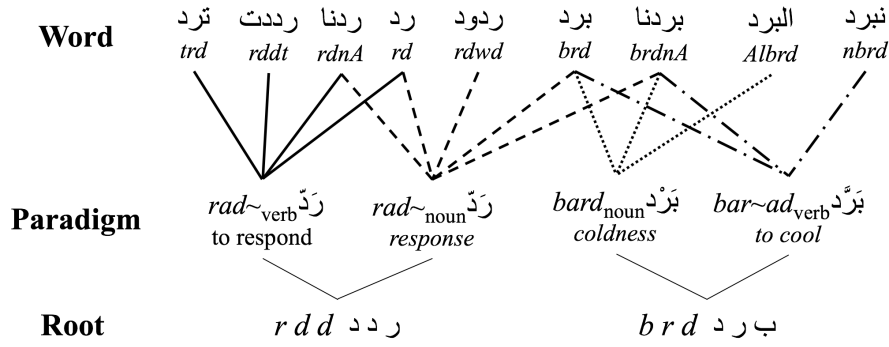 Word ترد رددت ردنا رد ردود برد بردنا البرد نبرد
trd rddt rdnA rd rdwd brd brdnA Albrd nbrd
Paradigm rad~verb رَدّ rad~noun رَدّ bardnoun بَرْد bar~adverb بَرَّد
to respond response coldness to cool
Root r d d ر د د b r d ب ر د